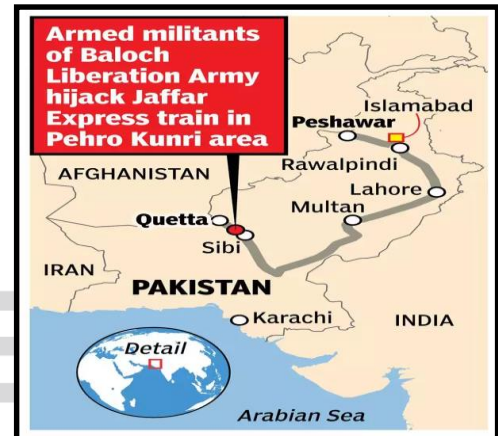 Armed militants
of Baloch
Liberation Army
hijack Jaffar
Express train in
Pehro Kunri area
Islamabad
Peshawar
Rawalpindi
AFGHANISTAN
Lahore
Multan
Quetta
Sibi
IRAN
PAKISTAN
Karachi
INDIA
Detail
Arabian Sea